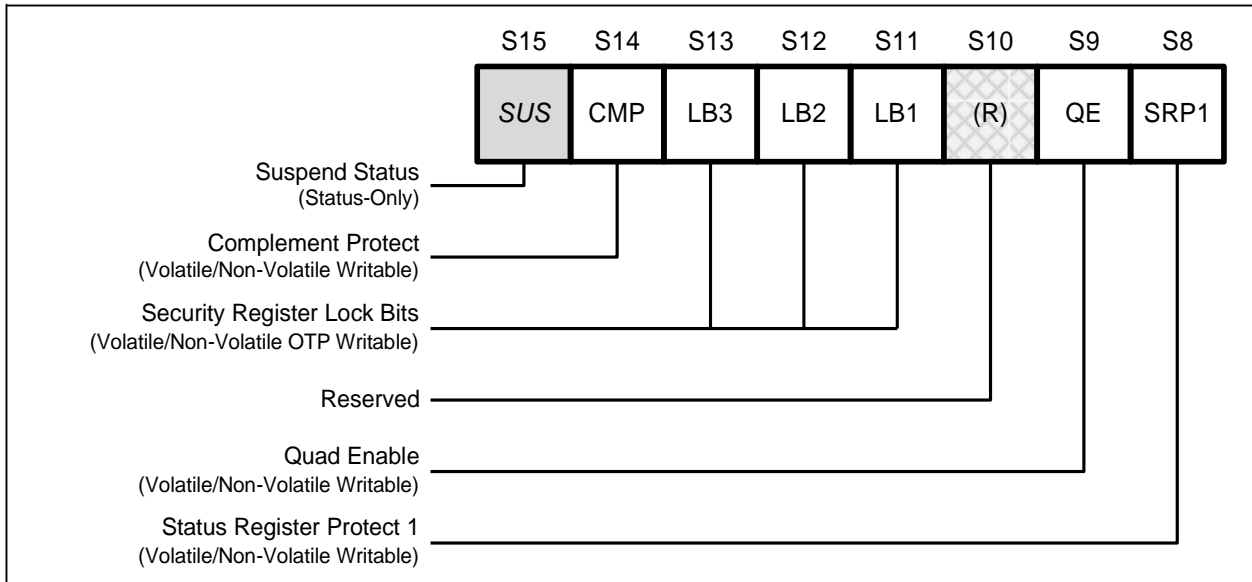 S15 S14 S13 S12 S11 S10 S9 S8
SUS CMP LB3 LB2 LB1 (R) QE SRP1
Suspend Status
(Status-Only)
Complement Protect
(Volatile/Non-Volatile Writable)
Security Register Lock Bits
(Volatile/Non-Volatile OTP Writable)
Reserved
Quad Enable
(Volatile/Non-Volatile Writable)
Status Register Protect 1
(Volatile/Non-Volatile Writable)